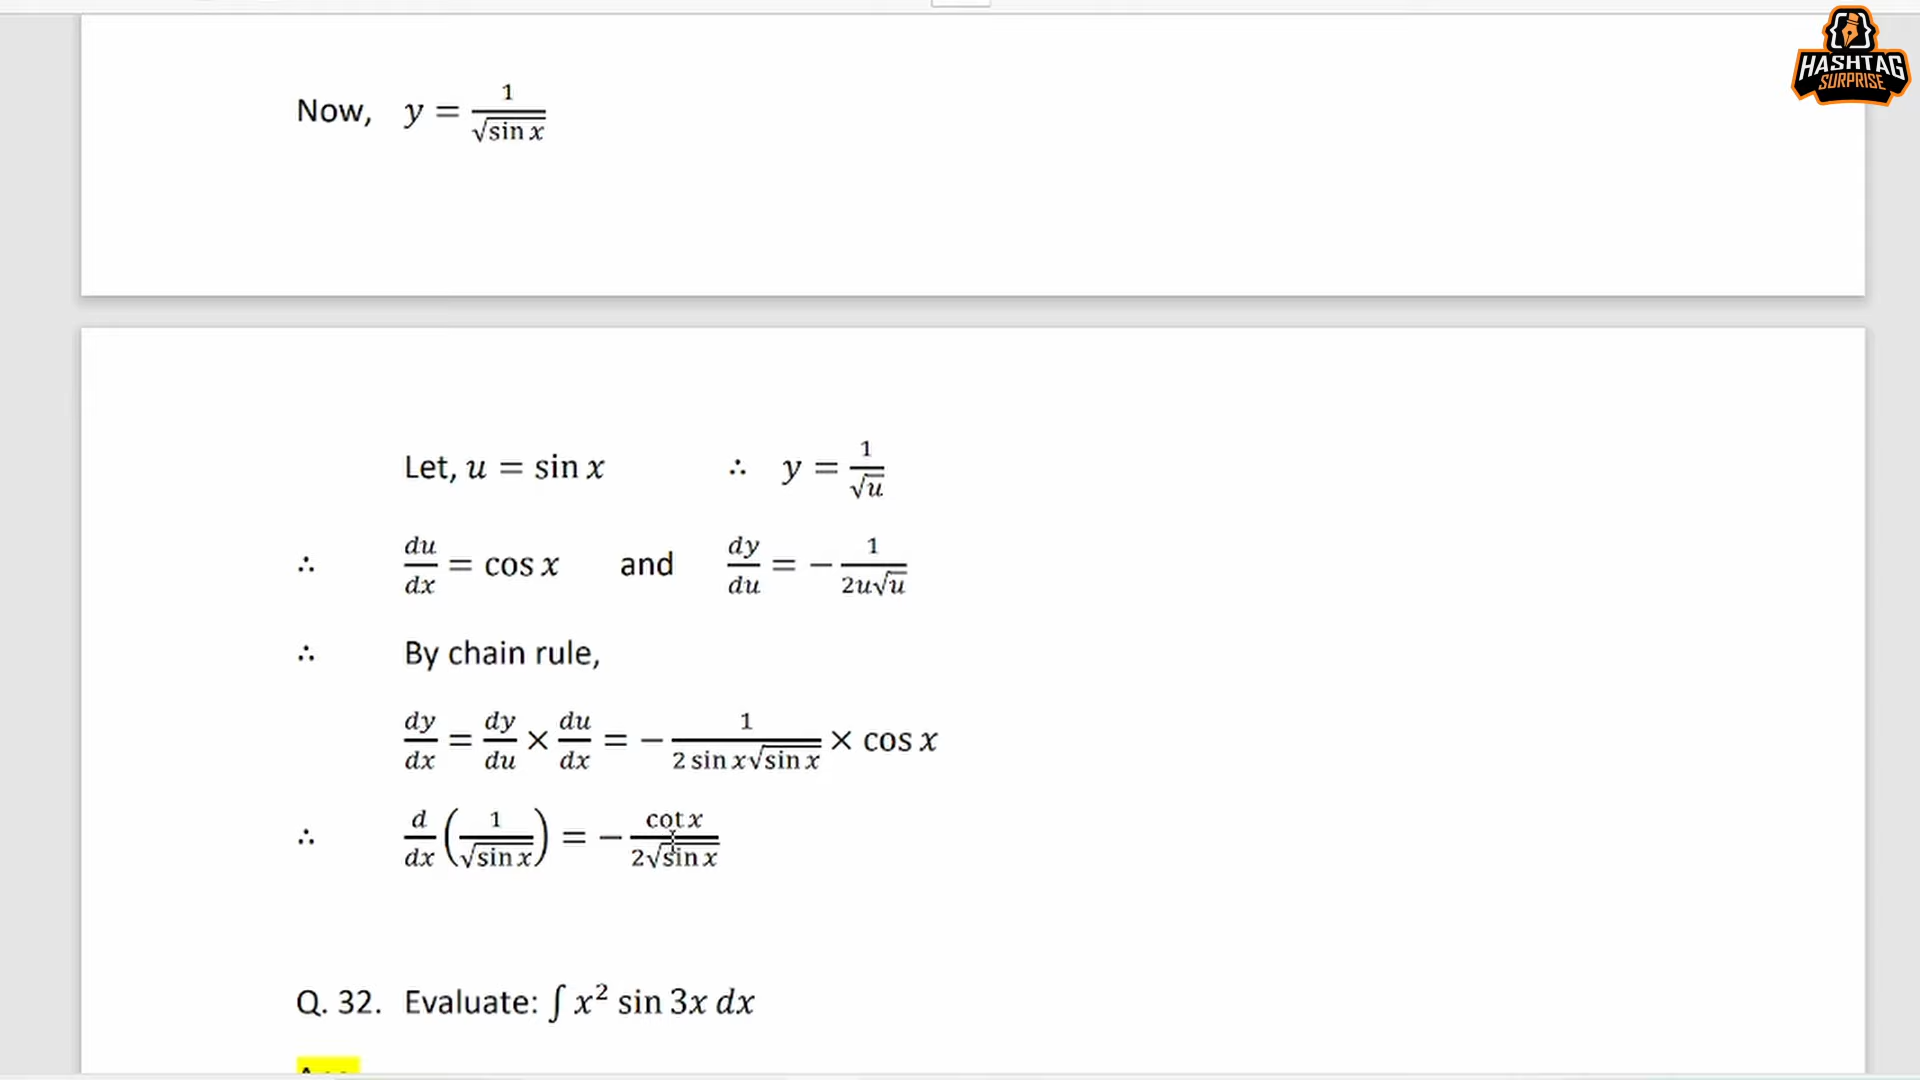 HASHTAG
SURPRISE
Now, y = 1/√(sin x)
Let, u = sin x ∴ y = 1/√u
∴ du/dx = cos x and dy/du = − 1/(2u√u)
∴ By chain rule,
dy/dx = dy/du × du/dx = − 1/(2 sin x√(sin x)) × cos x
∴ d/dx (1/√(sin x)) = − cot x/(2√(sin x))
Q. 32. Evaluate: ∫ x² sin 3x dx